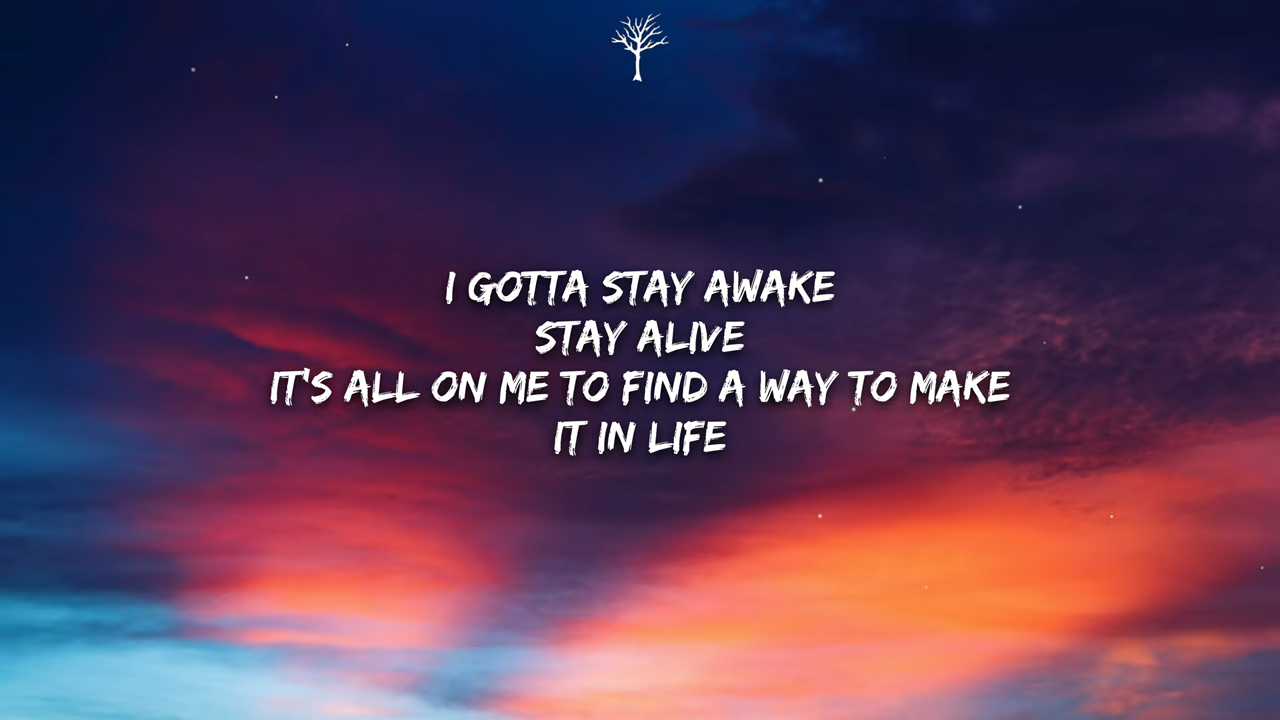 I GOTTA STAY AWAKE
STAY ALIVE
IT'S ALL ON ME TO FIND A WAY TO MAKE
IT IN LIFE